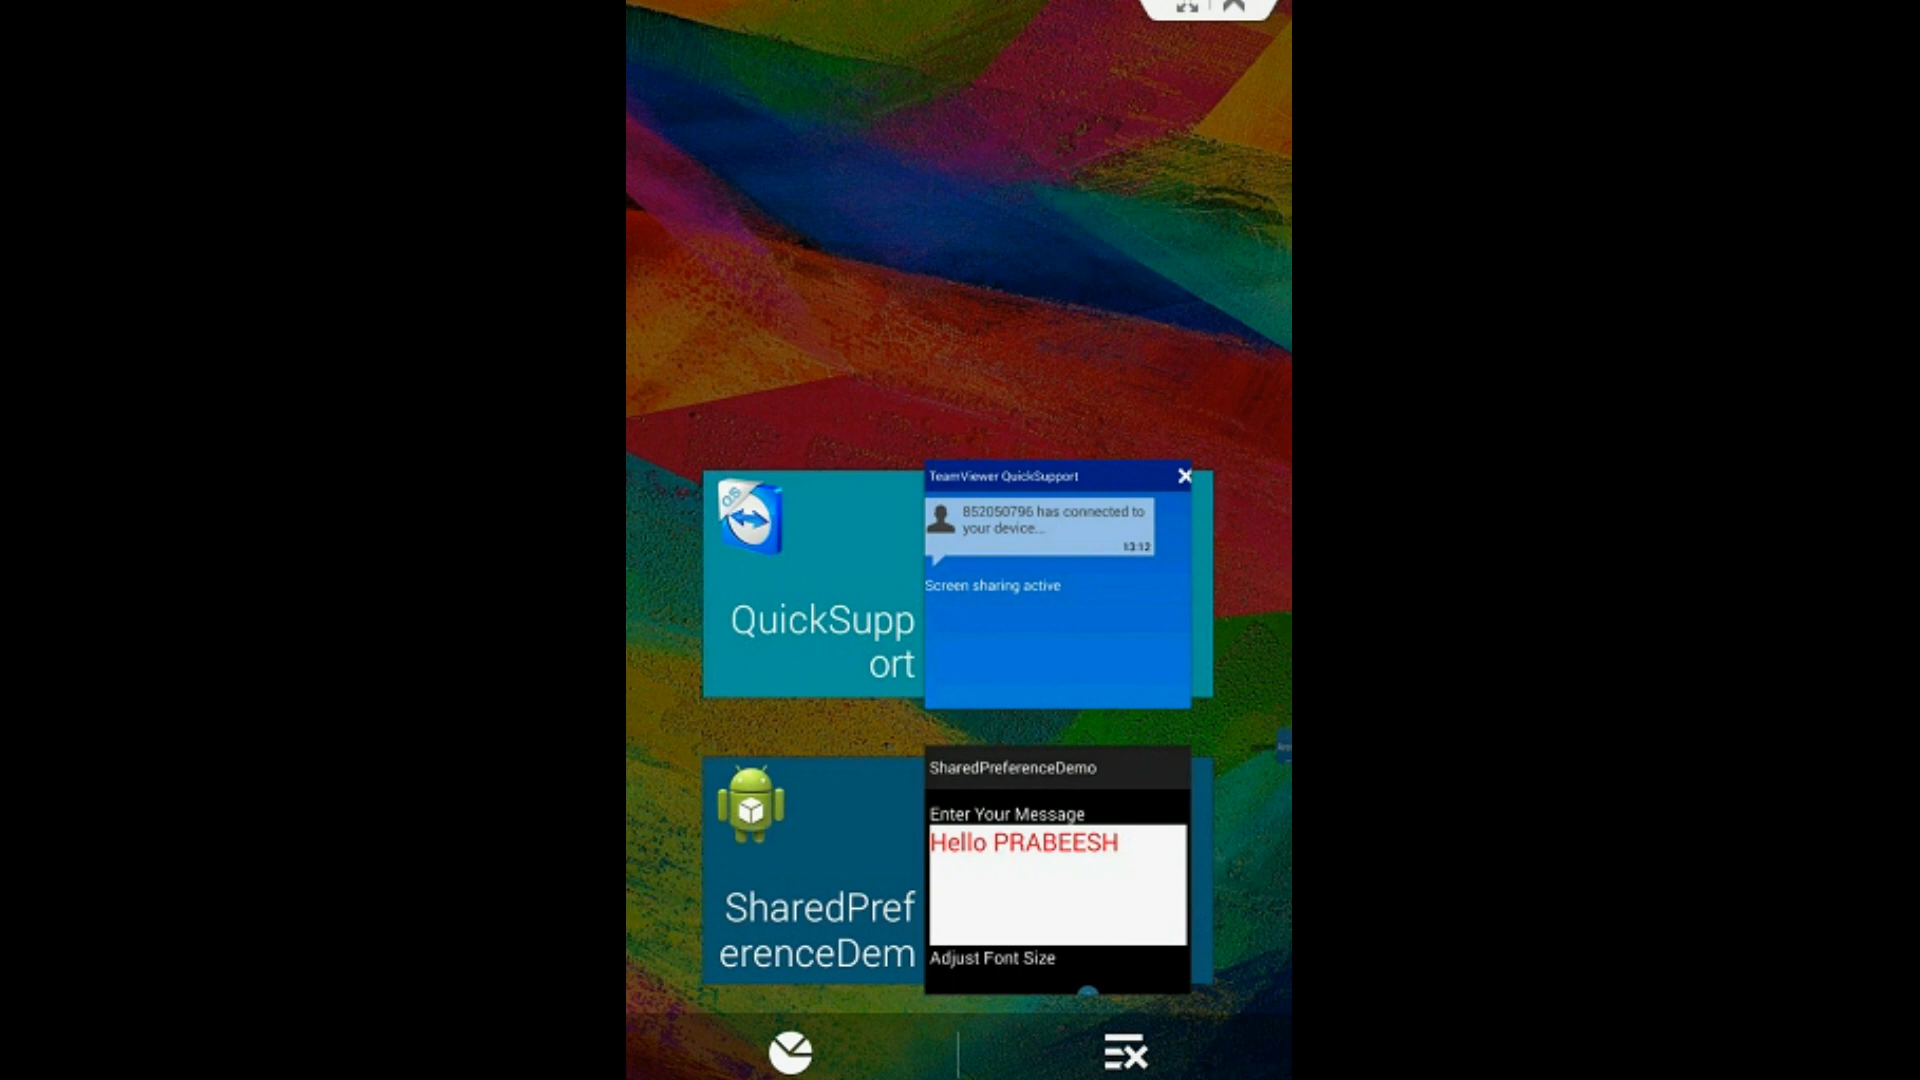 QS
TeamViewer QuickSupport
852050796 has connected to
your device...
13:12
Screen sharing active
QuickSupp
ort
SharedPreferenceDemo
Enter Your Message
Hello PRABEESH
Adjust Font Size
SharedPref
erenceDem